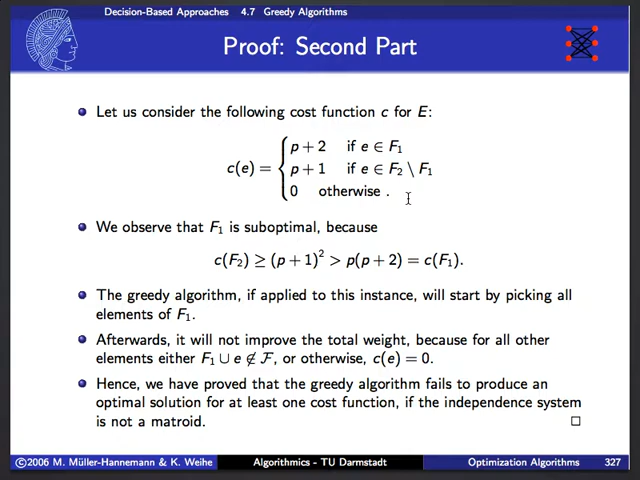 Decision-Based Approaches 4.7 Greedy Algorithms
Proof: Second Part
Let us consider the following cost function c for E:
c(e) = { p + 2 if e ∈ F₁
p + 1 if e ∈ F₂ \ F₁
0 otherwise .
We observe that F₁ is suboptimal, because
c(F₂) ≥ (p + 1)² > p(p + 2) = c(F₁).
The greedy algorithm, if applied to this instance, will start by picking all
elements of F₁.
Afterwards, it will not improve the total weight, because for all other
elements either F₁ ∪ e ∉ ℱ, or otherwise, c(e) = 0.
Hence, we have proved that the greedy algorithm fails to produce an
optimal solution for at least one cost function, if the independence system
is not a matroid. □
©2006 M. Müller-Hannemann & K. Weihe Algorithmics - TU Darmstadt Optimization Algorithms 327